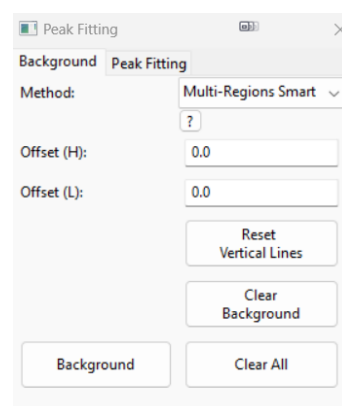 Peak Fitting
Background Peak Fitting
Method: Multi-Regions Smart
?
Offset (H): 0.0
Offset (L): 0.0
Reset
Vertical Lines
Clear
Background
Background Clear All